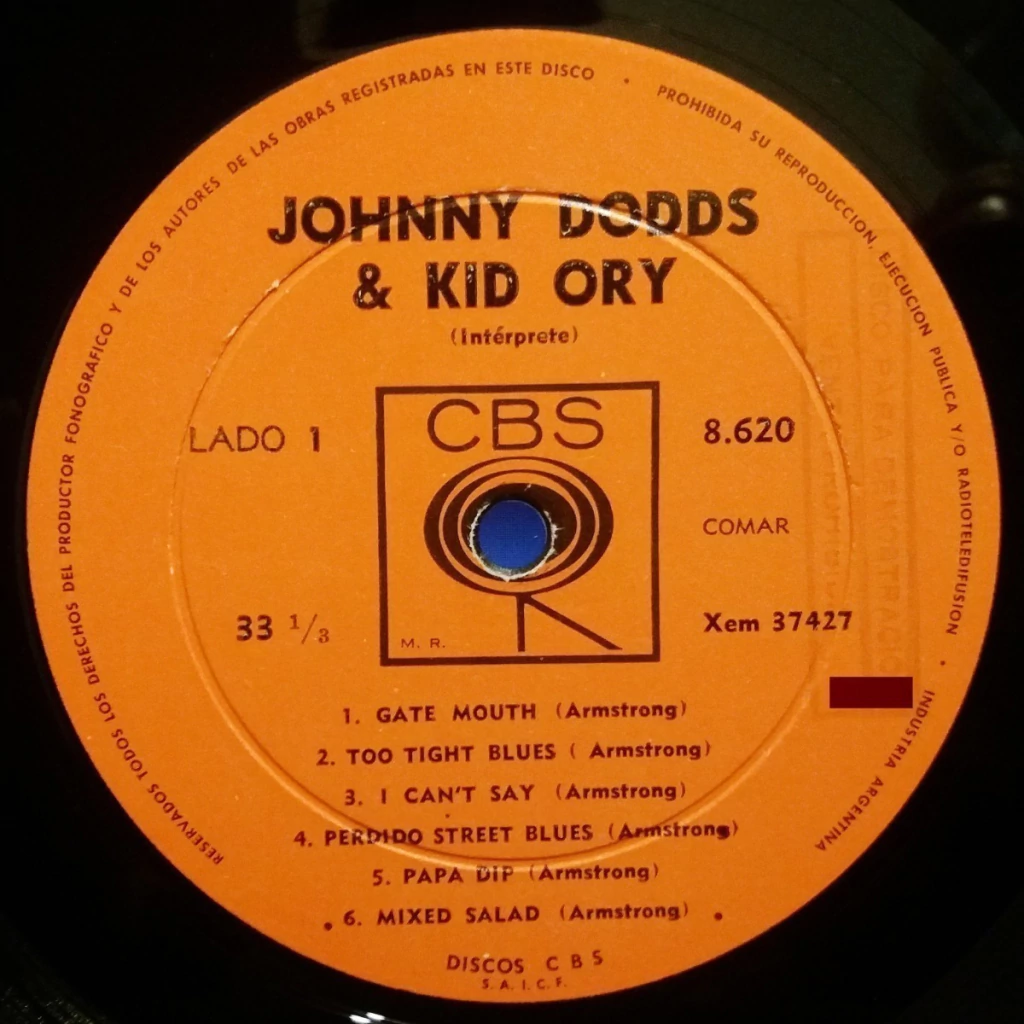 RESERVADOS TODOS LOS DERECHOS DEL PRODUCTOR FONOGRAFICO Y DE LOS AUTORES DE LAS OBRAS REGISTRADAS EN ESTE DISCO • PROHIBIDA SU REPRODUCCION, EJECUCION PUBLICA Y/O RADIOTELEDIFUSION • INDUSTRIA ARGENTINA
JOHNNY DODDS
& KID ORY
(Intérprete)
CBS
LADO 1
8.620
COMAR
33 1/3
Xem 37427
M. R.
1. GATE MOUTH (Armstrong)
2. TOO TIGHT BLUES ( Armstrong)
3. I CAN'T SAY (Armstrong)
4. PERDIDO STREET BLUES (Armstrong)
5. PAPA DIP (Armstrong)
6. MIXED SALAD (Armstrong)
DISCOS CBS
S. A. I. C. F.